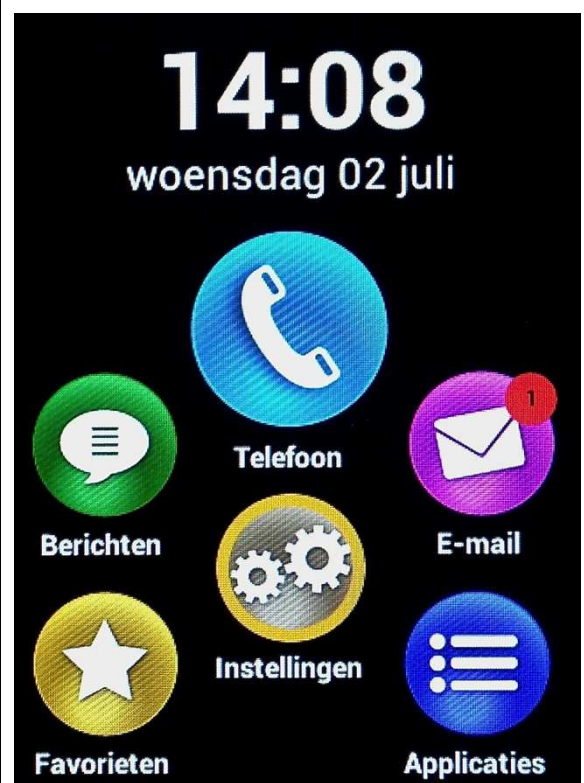 14:08
woensdag 02 juli
Telefoon
1
Berichten
E-mail
Instellingen
Favorieten
Applicaties